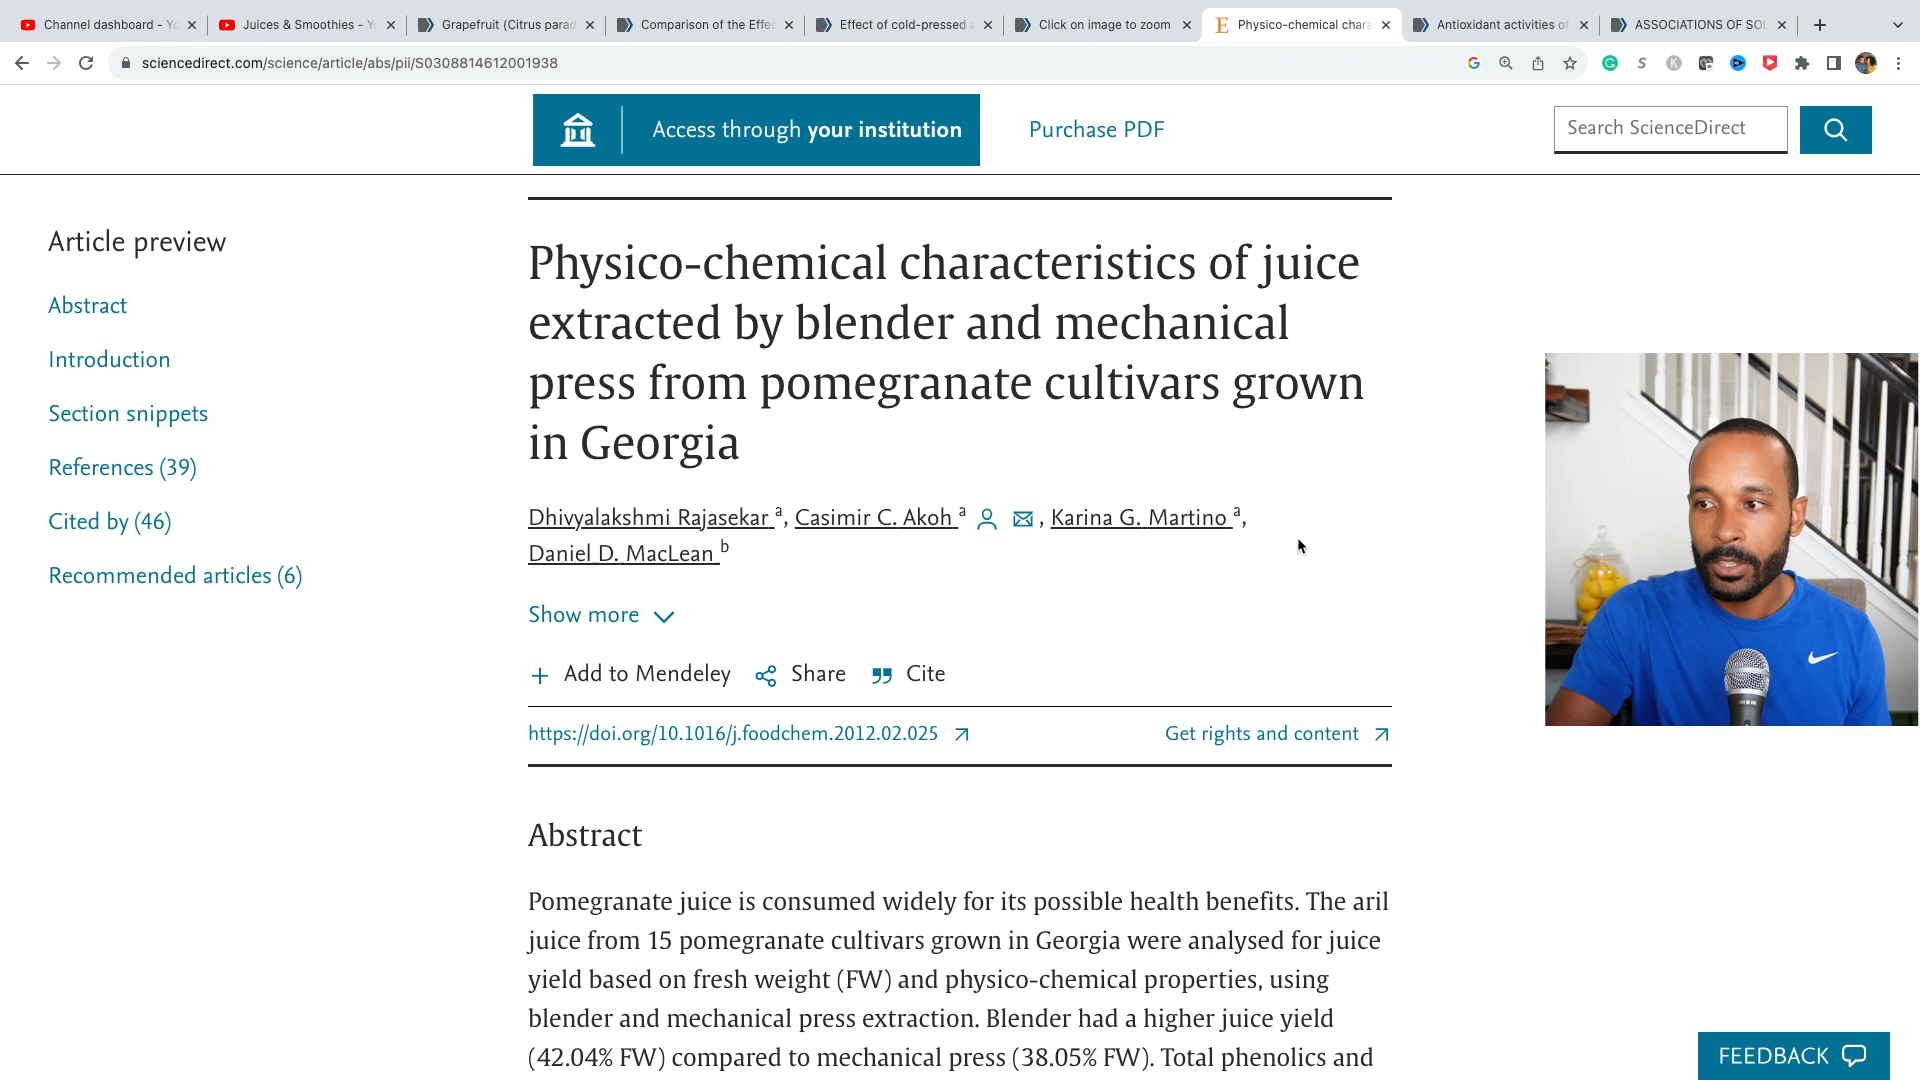 Channel dashboard - Yo
Juices & Smoothies - Yo
Grapefruit (Citrus parad
Comparison of the Effec
Effect of cold-pressed a
Click on image to zoom
Physico-chemical chara
Antioxidant activities of
ASSOCIATIONS OF SOL
sciencedirect.com/science/article/abs/pii/S0308814612001938
Access through your institution
Purchase PDF
Search ScienceDirect
Article preview
Abstract
Introduction
Section snippets
References (39)
Cited by (46)
Recommended articles (6)
Physico-chemical characteristics of juice
extracted by blender and mechanical
press from pomegranate cultivars grown
in Georgia
Dhivyalakshmi Rajasekar a, Casimir C. Akoh a , Karina G. Martino a,
Daniel D. MacLean b
Show more
Add to Mendeley Share Cite
https://doi.org/10.1016/j.foodchem.2012.02.025
Get rights and content
Abstract
Pomegranate juice is consumed widely for its possible health benefits. The aril
juice from 15 pomegranate cultivars grown in Georgia were analysed for juice
yield based on fresh weight (FW) and physico-chemical properties, using
blender and mechanical press extraction. Blender had a higher juice yield
(42.04% FW) compared to mechanical press (38.05% FW). Total phenolics and
FEEDBACK